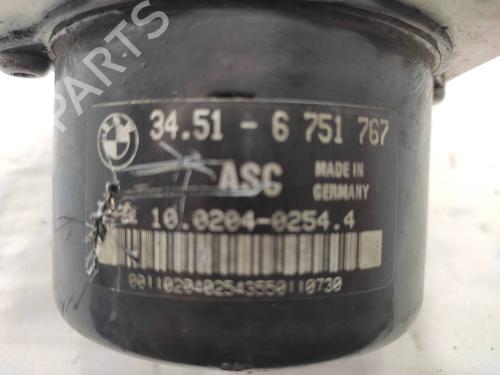 PARTS
34.51 - 6 751 767
ASC MADE IN
GERMANY
10.0204-0254.4
00110204025435550110730